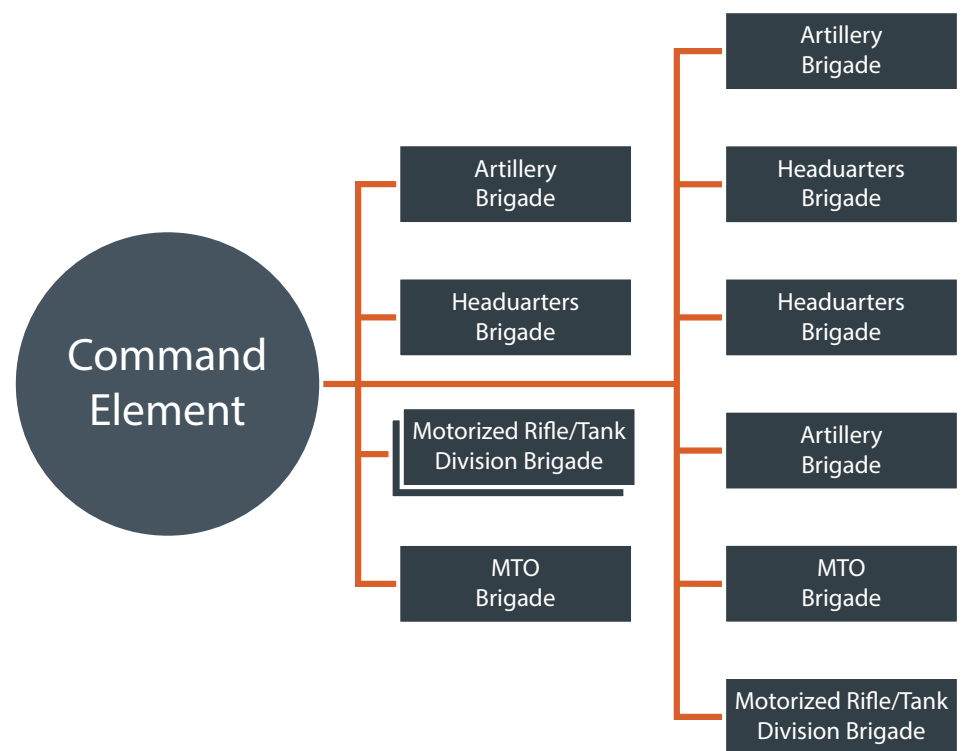 Command
Element
Artillery
Brigade
Headuarters
Brigade
Motorized Rifle/Tank
Division Brigade
MTO
Brigade
Artillery
Brigade
Headuarters
Brigade
Headuarters
Brigade
Artillery
Brigade
MTO
Brigade
Motorized Rifle/Tank
Division Brigade